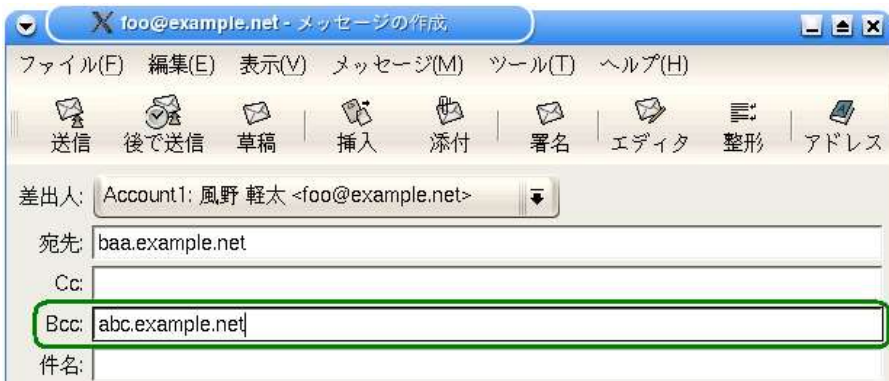 foo@example.net - メッセージの作成
ファイル(F) 編集(E) 表示(V) メッセージ(M) ツール(T) ヘルプ(H)
送信 後で送信 草稿 挿入 添付 署名 エディタ 整形 アドレス
差出人: Account1: 風野 軽太 <foo@example.net>
宛先: baa.example.net
Cc:
Bcc: abc.example.net
件名: